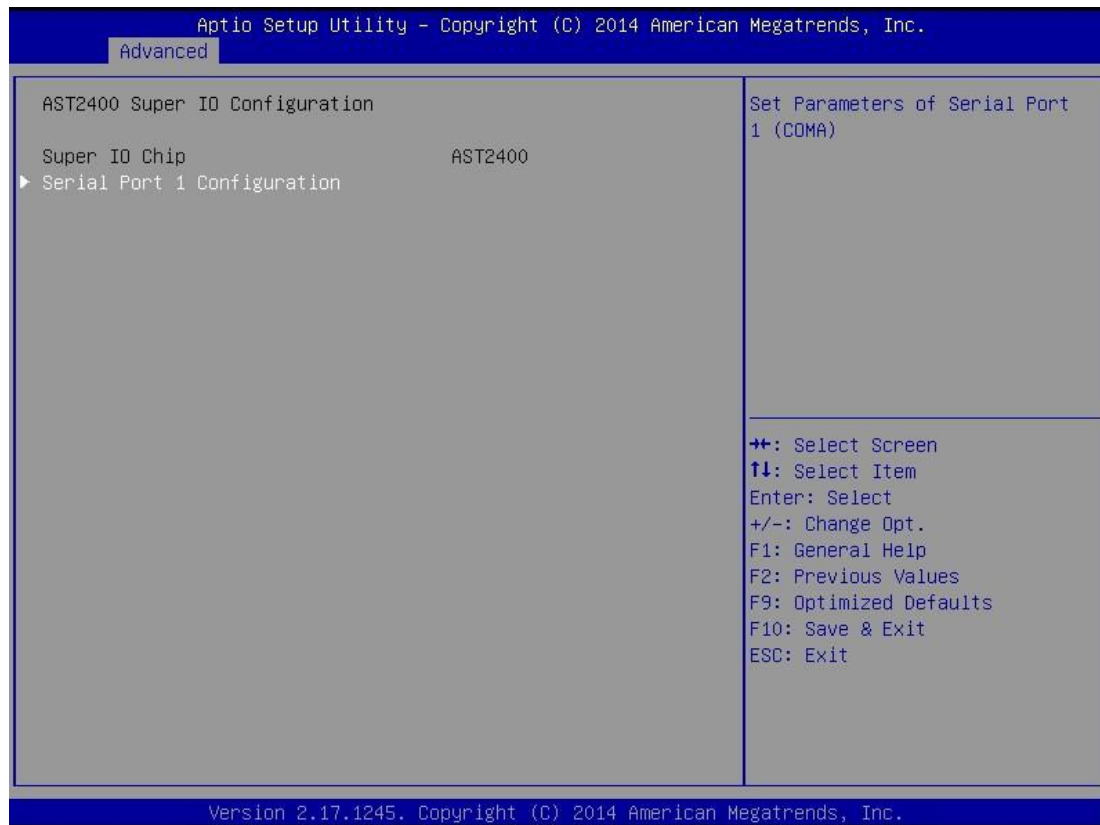 Aptio Setup Utility – Copyright (C) 2014 American Megatrends, Inc.
Advanced
AST2400 Super IO Configuration
Super IO Chip AST2400
▶ Serial Port 1 Configuration
Set Parameters of Serial Port
1 (COMA)
→←: Select Screen
↑↓: Select Item
Enter: Select
+/-: Change Opt.
F1: General Help
F2: Previous Values
F9: Optimized Defaults
F10: Save & Exit
ESC: Exit
Version 2.17.1245. Copyright (C) 2014 American Megatrends, Inc.